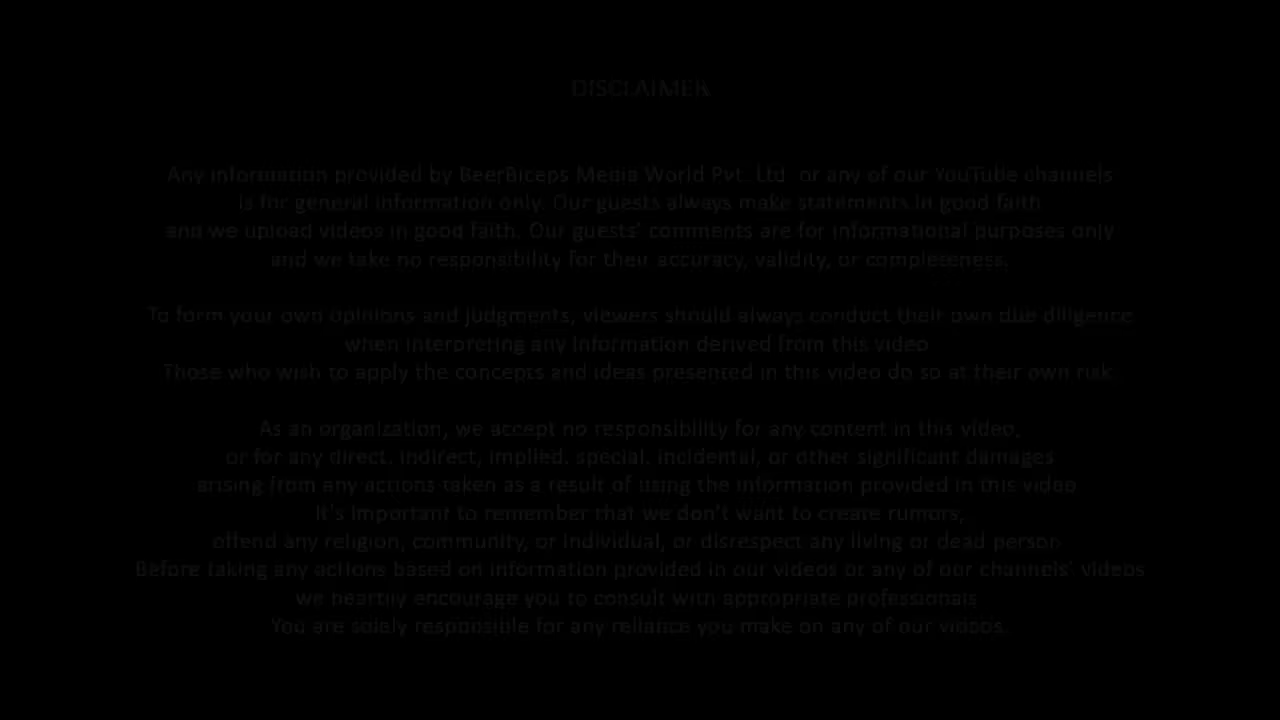 DISCLAIMER
Any information provided by BeerBiceps Media World Pvt. Ltd. or any of our YouTube channels
is for general information only. Our guests always make statements in good faith
and we upload videos in good faith. Our guests' comments are for informational purposes only
and we take no responsibility for their accuracy, validity, or completeness.
To form your own opinions and judgments, viewers should always conduct their own due diligence
when interpreting any information derived from this video.
Those who wish to apply the concepts and ideas presented in this video do so at their own risk.
As an organization, we accept no responsibility for any content in this video,
or for any direct, indirect, implied, special, incidental, or other significant damages
arising from any actions taken as a result of using the information provided in this video.
It's important to remember that we don't want to create rumors,
offend any religion, community, or individual, or disrespect any living or dead person.
Before taking any actions based on information provided in our videos or any of our channels' videos
we heartily encourage you to consult with appropriate professionals.
You are solely responsible for any reliance you make on any of our videos.